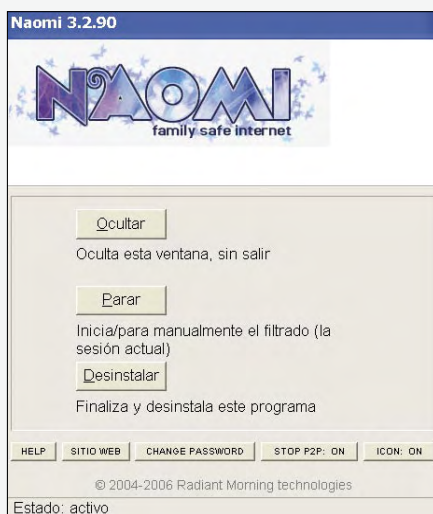 Naomi 3.2.90
NAOMI
family safe internet
Ocultar
Oculta esta ventana, sin salir
Parar
Inicia/para manualmente el filtrado (la
sesión actual)
Desinstalar
Finaliza y desinstala este programa
HELP SITIO WEB CHANGE PASSWORD STOP P2P: ON ICON: ON
© 2004-2006 Radiant Morning technologies
Estado: activo